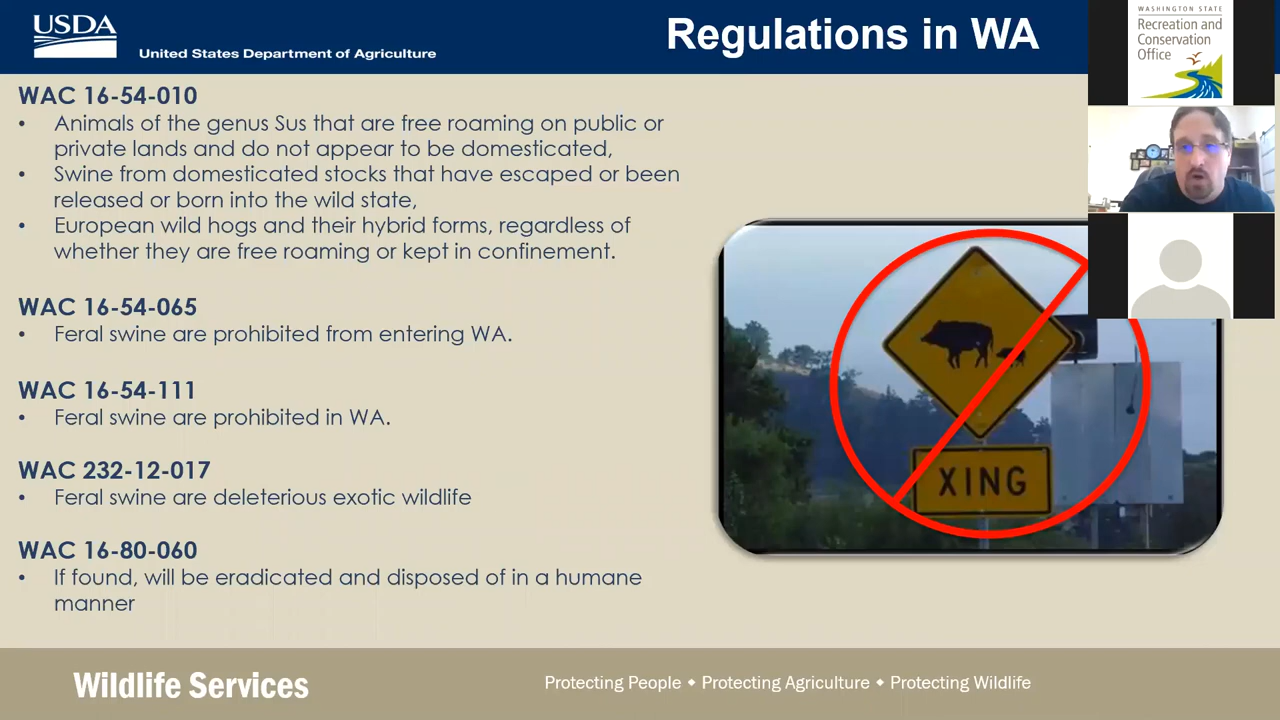 USDA
United States Department of Agriculture
Regulations in WA
WASHINGTON STATE
Recreation and
Conservation
Office
WAC 16-54-010
• Animals of the genus Sus that are free roaming on public or
private lands and do not appear to be domesticated,
• Swine from domesticated stocks that have escaped or been
released or born into the wild state,
• European wild hogs and their hybrid forms, regardless of
whether they are free roaming or kept in confinement.
WAC 16-54-065
• Feral swine are prohibited from entering WA.
WAC 16-54-111
• Feral swine are prohibited in WA.
WAC 232-12-017
• Feral swine are deleterious exotic wildlife
WAC 16-80-060
• If found, will be eradicated and disposed of in a humane
manner
XING
Wildlife Services
Protecting People ◆ Protecting Agriculture ◆ Protecting Wildlife